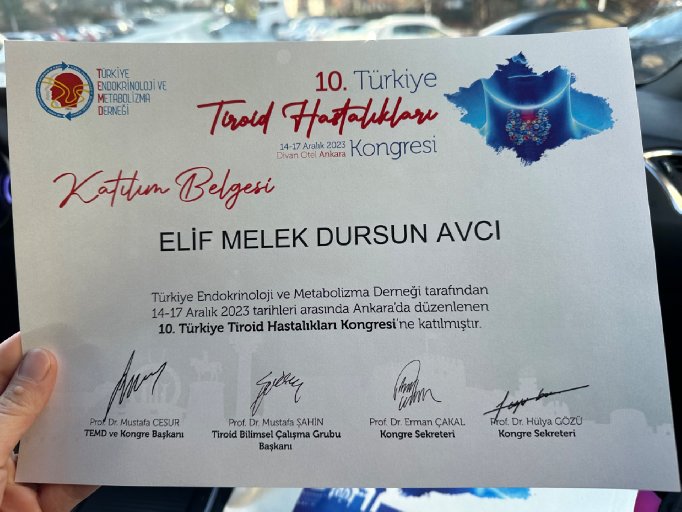 TÜRKİYE
ENDOKRİNOLOJİ VE
METABOLİZMA
DERNEĞİ
10. Türkiye
Tiroid Hastalıkları
14-17 Aralık 2023
Divan Otel Ankara
Kongresi
Katılım Belgesi
ELİF MELEK DURSUN AVCI
Türkiye Endokrinoloji ve Metabolizma Derneği tarafından
14-17 Aralık 2023 tarihleri arasında Ankara'da düzenlenen
10. Türkiye Tiroid Hastalıkları Kongresi'ne katılmıştır.
Prof. Dr. Mustafa CESUR
TEMD ve Kongre Başkanı
Prof. Dr. Mustafa ŞAHİN
Tiroid Bilimsel Çalışma Grubu
Başkanı
Prof. Dr. Erman ÇAKAL
Kongre Sekreteri
Prof. Dr. Hülya GÖZÜ
Kongre Sekreteri